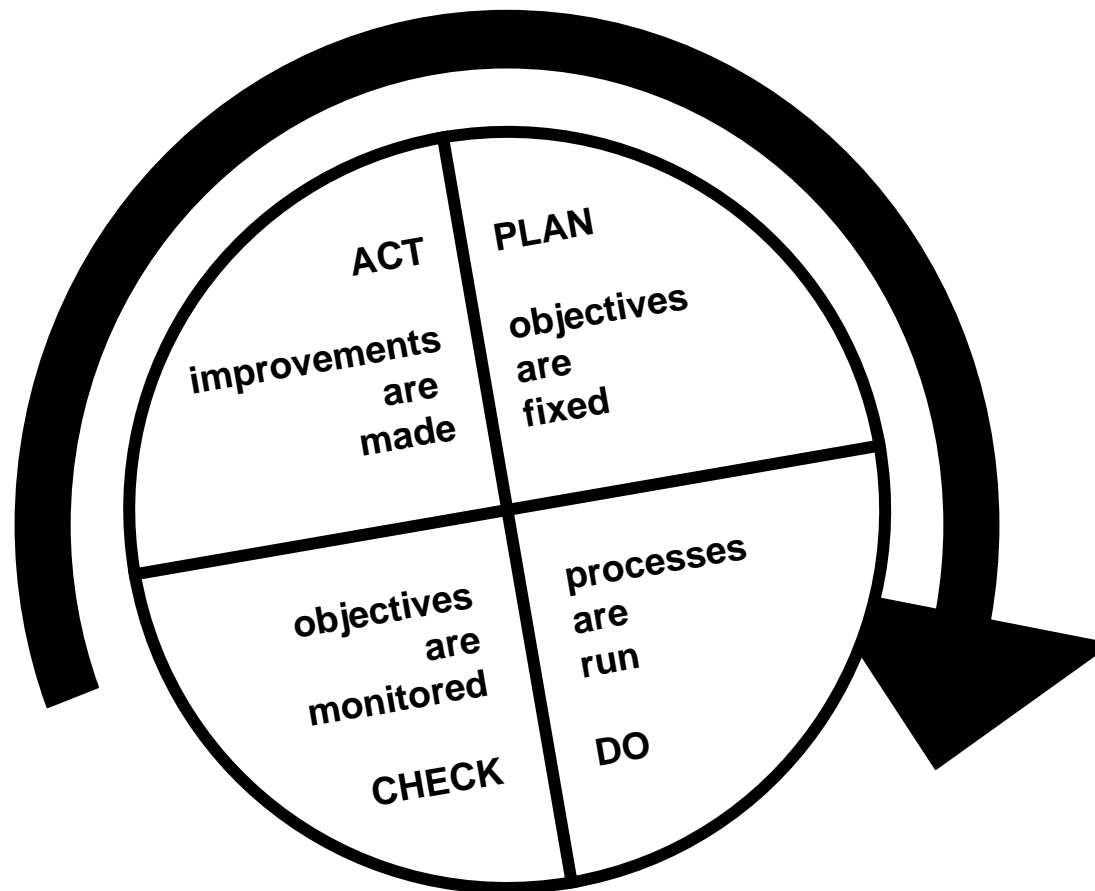 ACT
improvements
are
made
PLAN
objectives
are
fixed
objectives
are
monitored
CHECK
processes
are
run
DO